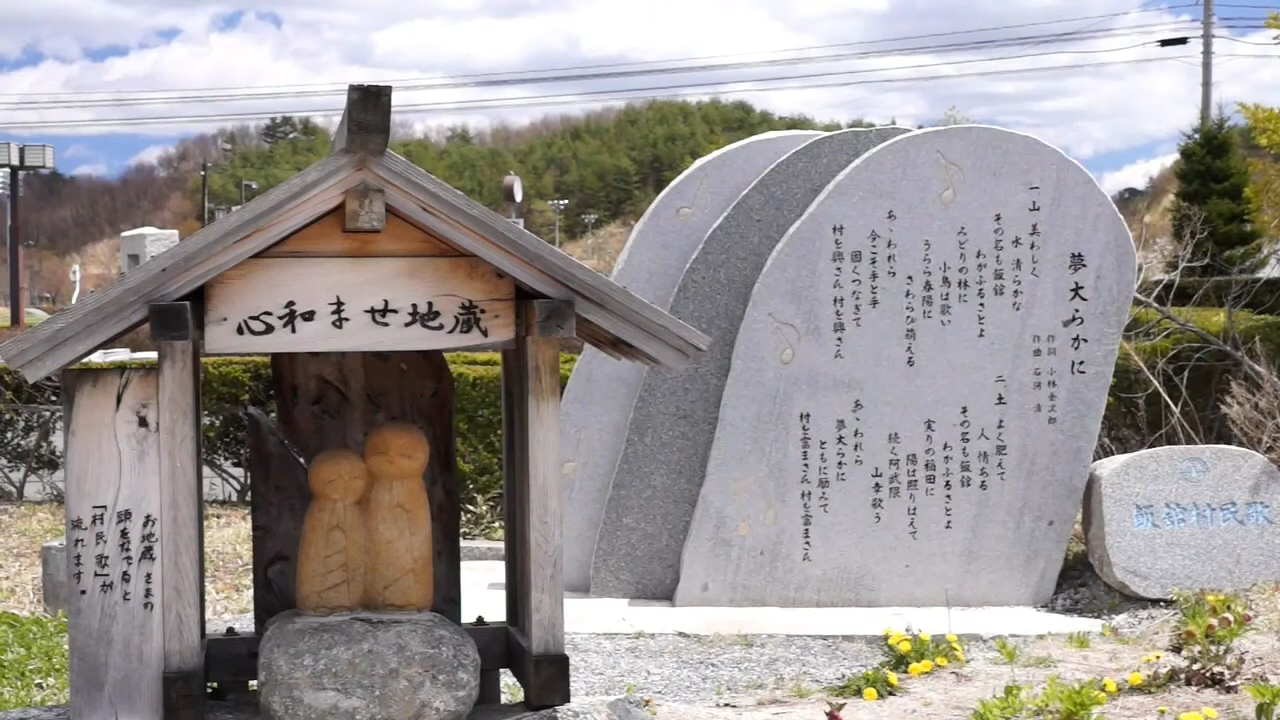 心和ませ地蔵
お地蔵さまの
頭をなでると
「村民歌」が
流れます。
夢大らかに
作詞 小林金次郎
作曲 石河 清
一 山 美わしく
水 清らかな
その名も飯舘
わがふるさとよ
みどりの林に
小鳥は歌い
うらら春陽に
さわらび萌える
あゝわれら
今こそ手と手
固くつなぎて
村を興さん 村を興さん
二 土 よく肥えて
人 情ある
その名も飯舘
わがふるさとよ
実りの稲田に
陽は照りはえて
続く阿武隈
山幸歌う
あゝわれら
夢大らかに
ともに励みて
村を富まさん 村を富まさん
飯舘村民歌